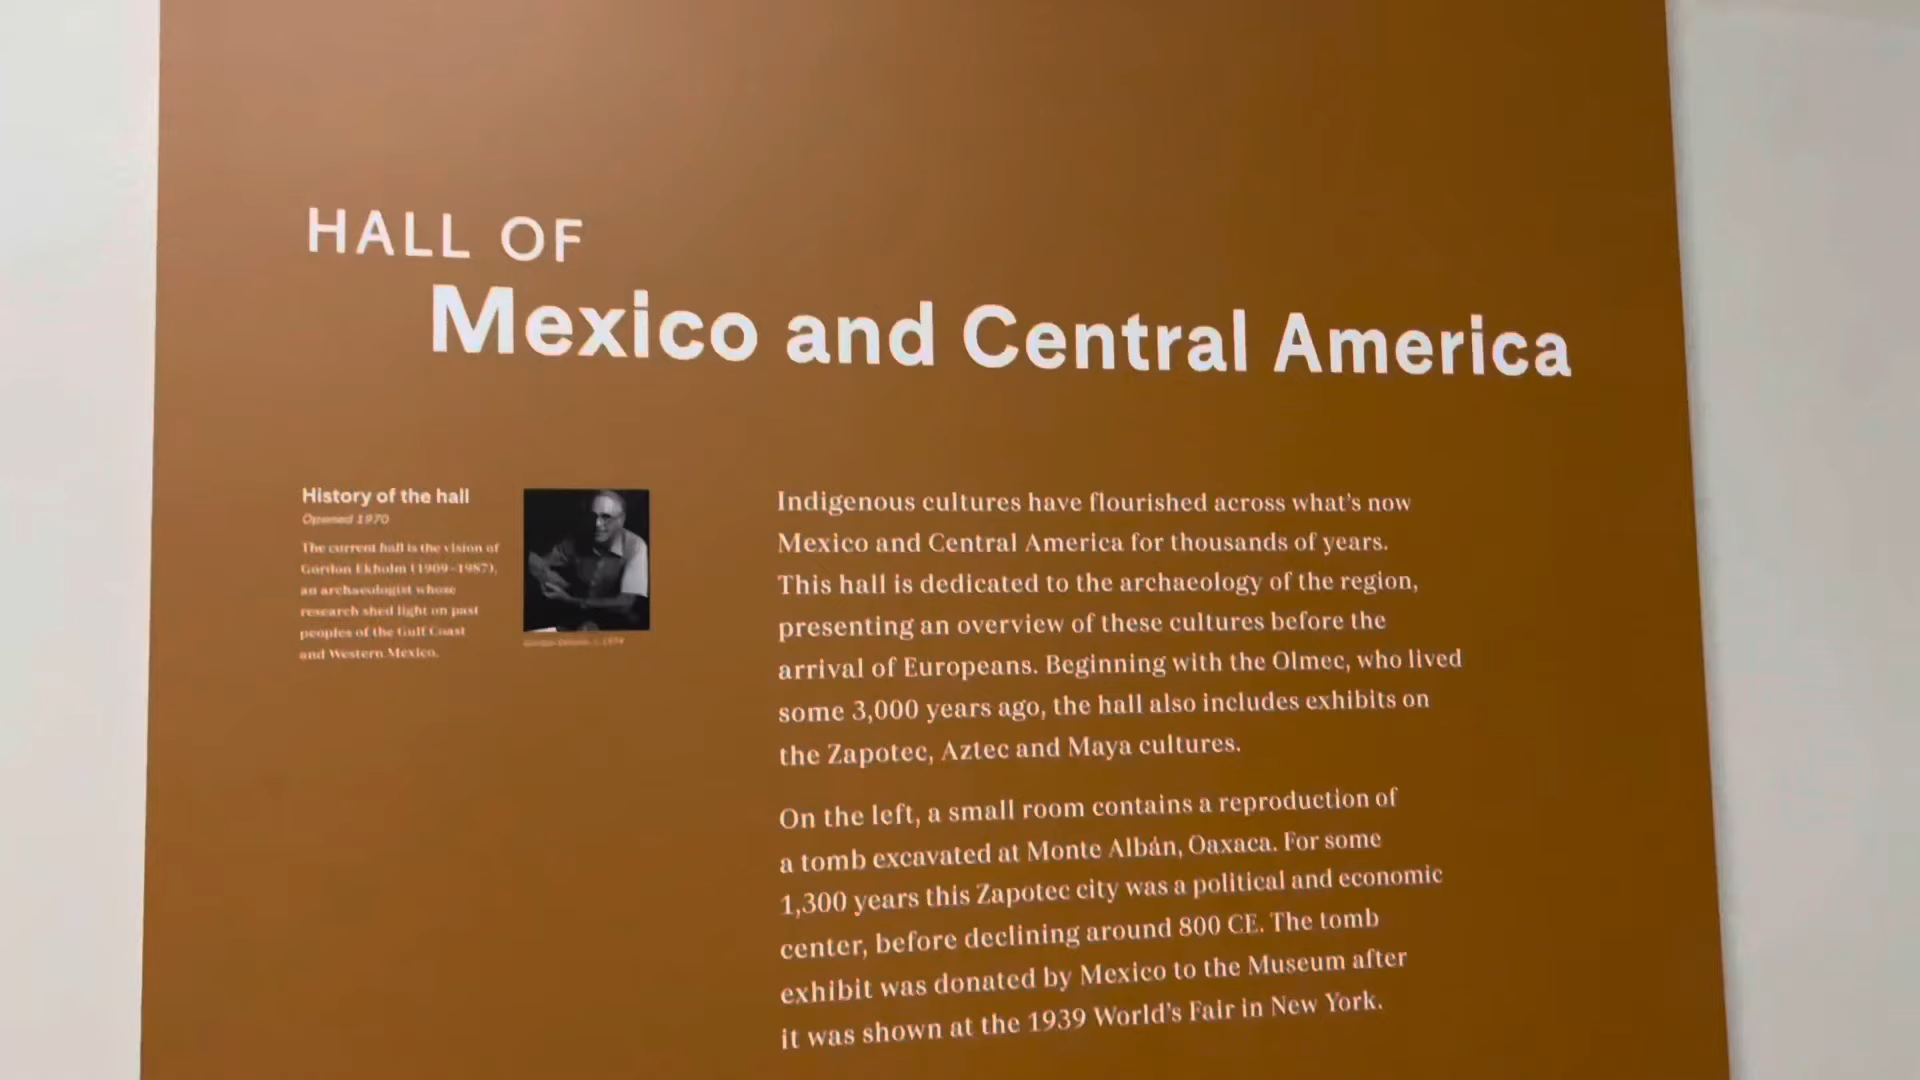 HALL OF
Mexico and Central America
History of the hall
Opened 1970
The current hall is the vision of
Gordon Ekholm (1909–1987),
an archaeologist whose
research shed light on past
peoples of the Gulf Coast
and Western Mexico.
Gordon Ekholm, c. 1974
Indigenous cultures have flourished across what's now
Mexico and Central America for thousands of years.
This hall is dedicated to the archaeology of the region,
presenting an overview of these cultures before the
arrival of Europeans. Beginning with the Olmec, who lived
some 3,000 years ago, the hall also includes exhibits on
the Zapotec, Aztec and Maya cultures.
On the left, a small room contains a reproduction of
a tomb excavated at Monte Albán, Oaxaca. For some
1,300 years this Zapotec city was a political and economic
center, before declining around 800 CE. The tomb
exhibit was donated by Mexico to the Museum after
it was shown at the 1939 World's Fair in New York.